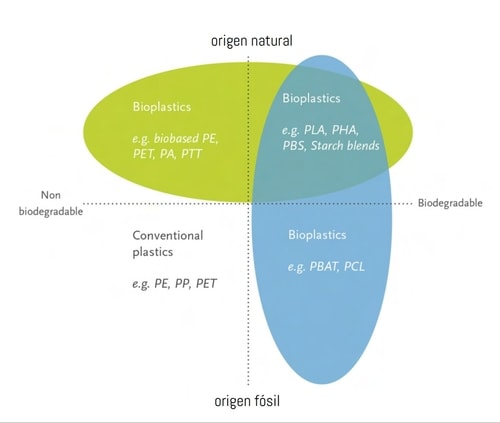 origen natural
Bioplastics
e.g. biobased PE,
PET, PA, PTT
Bioplastics
e.g. PLA, PHA,
PBS, Starch blends
Non
biodegradable
Biodegradable
Conventional
plastics
e.g. PE, PP, PET
Bioplastics
e.g. PBAT, PCL
origen fósil